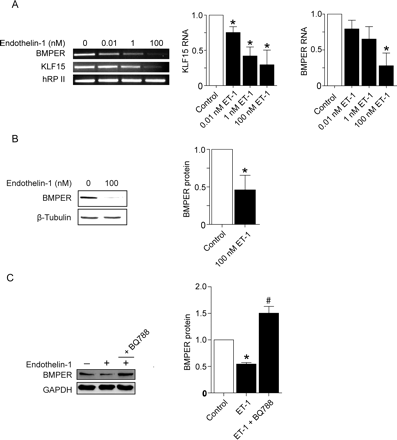 A
Endothelin-1 (nM)
0 0.01 1 100
BMPER
KLF15
hRP II
KLF15 RNA
1.0
0.5
0
* * *
Control
0.01 nM ET-1
1 nM ET-1
100 nM ET-1
BMPER RNA
1.0
0.5
0
*
Control
0.01 nM ET-1
1 nM ET-1
100 nM ET-1
B
Endothelin-1 (nM)
0 100
BMPER
β-Tubulin
BMPER protein
1.0
0.5
0
*
Control
100 nM ET-1
C
+ BQ788
Endothelin-1 – + +
BMPER
GAPDH
BMPER protein
2.0
1.5
1.0
0.5
0
* #
Control
ET-1
ET-1 + BQ788